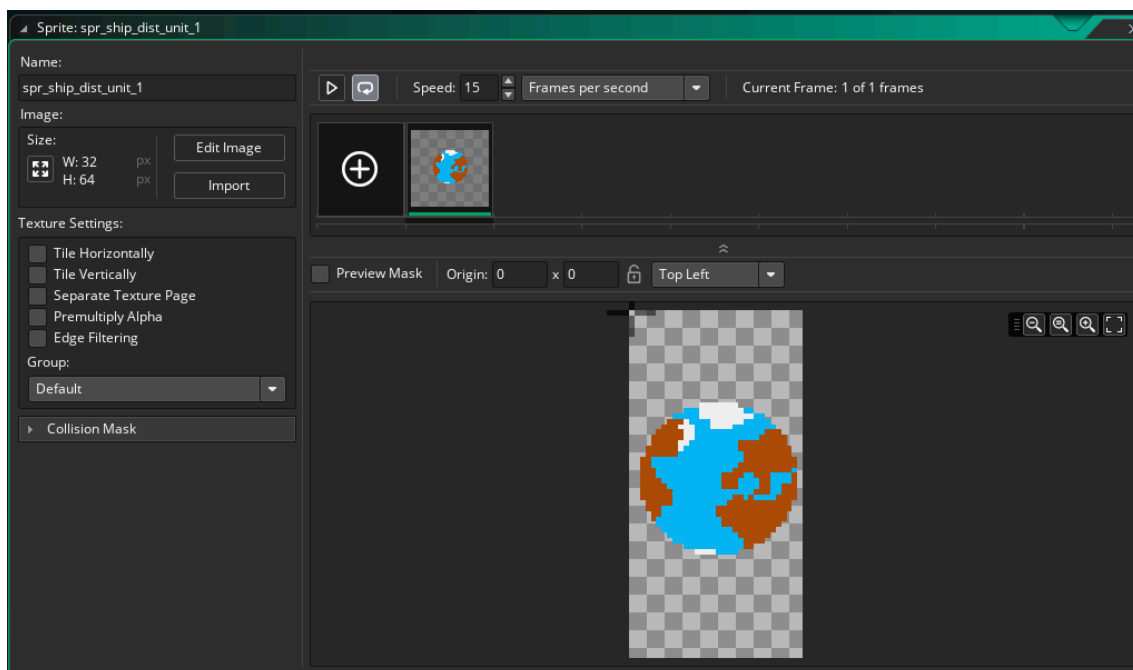 Sprite: spr_ship_dist_unit_1
Name:
spr_ship_dist_unit_1
Image:
Size:
W: 32 px
H: 64 px
Edit Image
Import
Texture Settings:
Tile Horizontally
Tile Vertically
Separate Texture Page
Premultiply Alpha
Edge Filtering
Group:
Default
Collision Mask
Speed: 15 Frames per second Current Frame: 1 of 1 frames
Preview Mask Origin: 0 x 0 Top Left